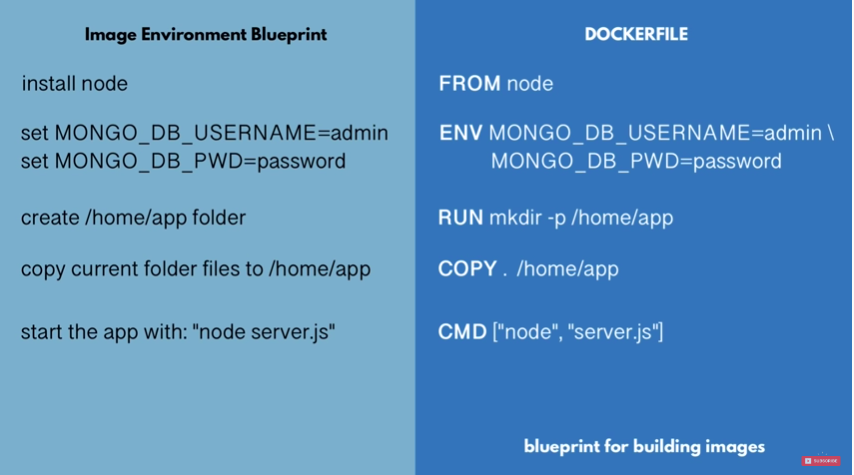 Image Environment Blueprint
install node
set MONGO_DB_USERNAME=admin
set MONGO_DB_PWD=password
create /home/app folder
copy current folder files to /home/app
start the app with: "node server.js"
DOCKERFILE
FROM node
ENV MONGO_DB_USERNAME=admin \
MONGO_DB_PWD=password
RUN mkdir -p /home/app
COPY . /home/app
CMD ["node", "server.js"]
blueprint for building images
SUBSCRIBE